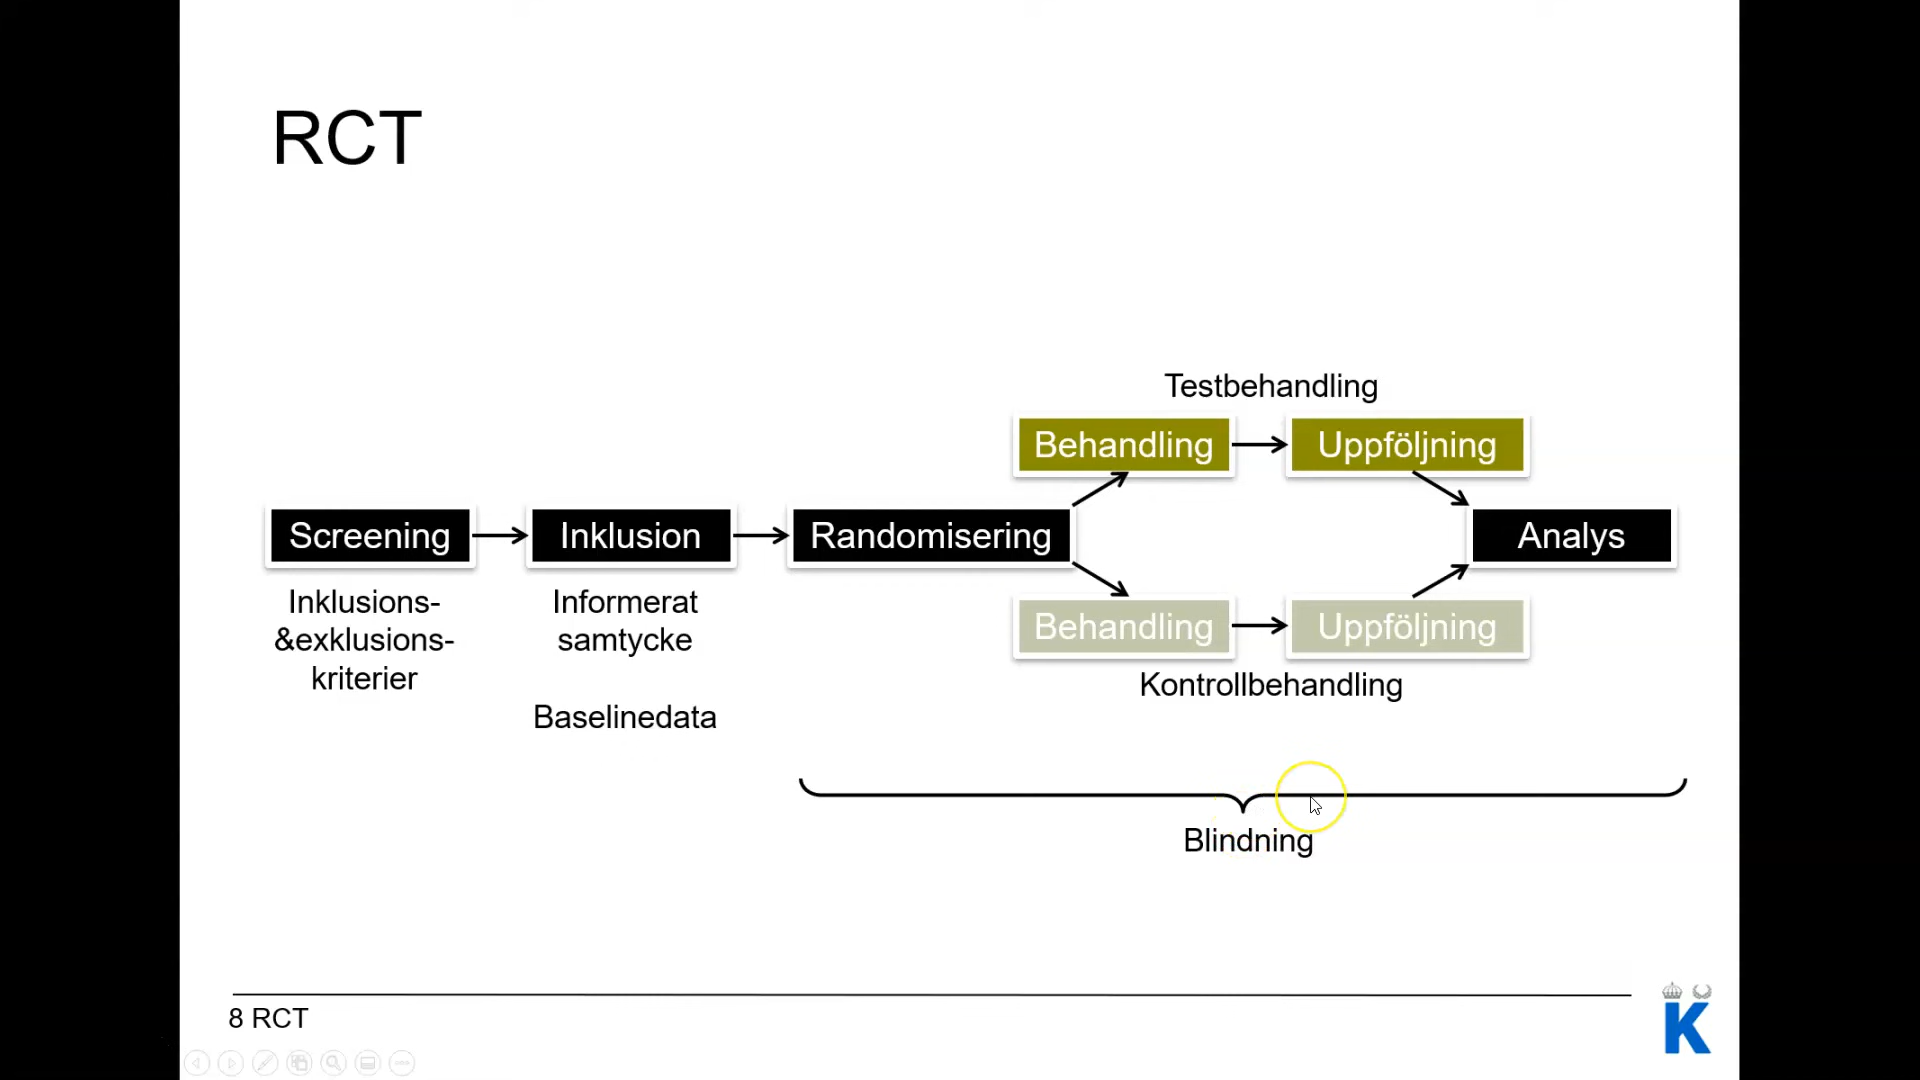 RCT
Testbehandling
Behandling
Uppföljning
Screening
Inklusion
Randomisering
Analys
Inklusions-
&exklusions-
kriterier
Informerat
samtycke
Baselinedata
Behandling
Uppföljning
Kontrollbehandling
Blindning
8 RCT
K